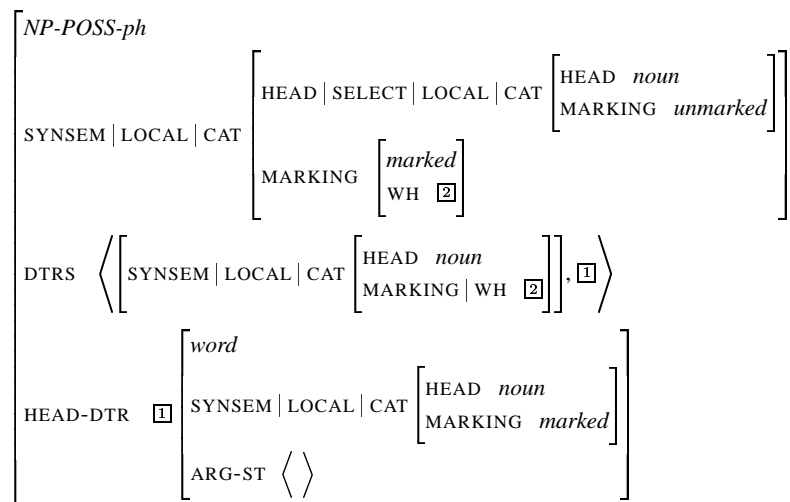 NP-POSS-ph
HEAD | SELECT | LOCAL | CAT [HEAD noun
MARKING unmarked]
SYNSEM | LOCAL | CAT
MARKING [marked
WH 2]
DTRS ⟨[SYNSEM | LOCAL | CAT [HEAD noun
MARKING | WH 2]], 1⟩
word
SYNSEM | LOCAL | CAT [HEAD noun
MARKING marked]
HEAD-DTR 1
ARG-ST ⟨ ⟩